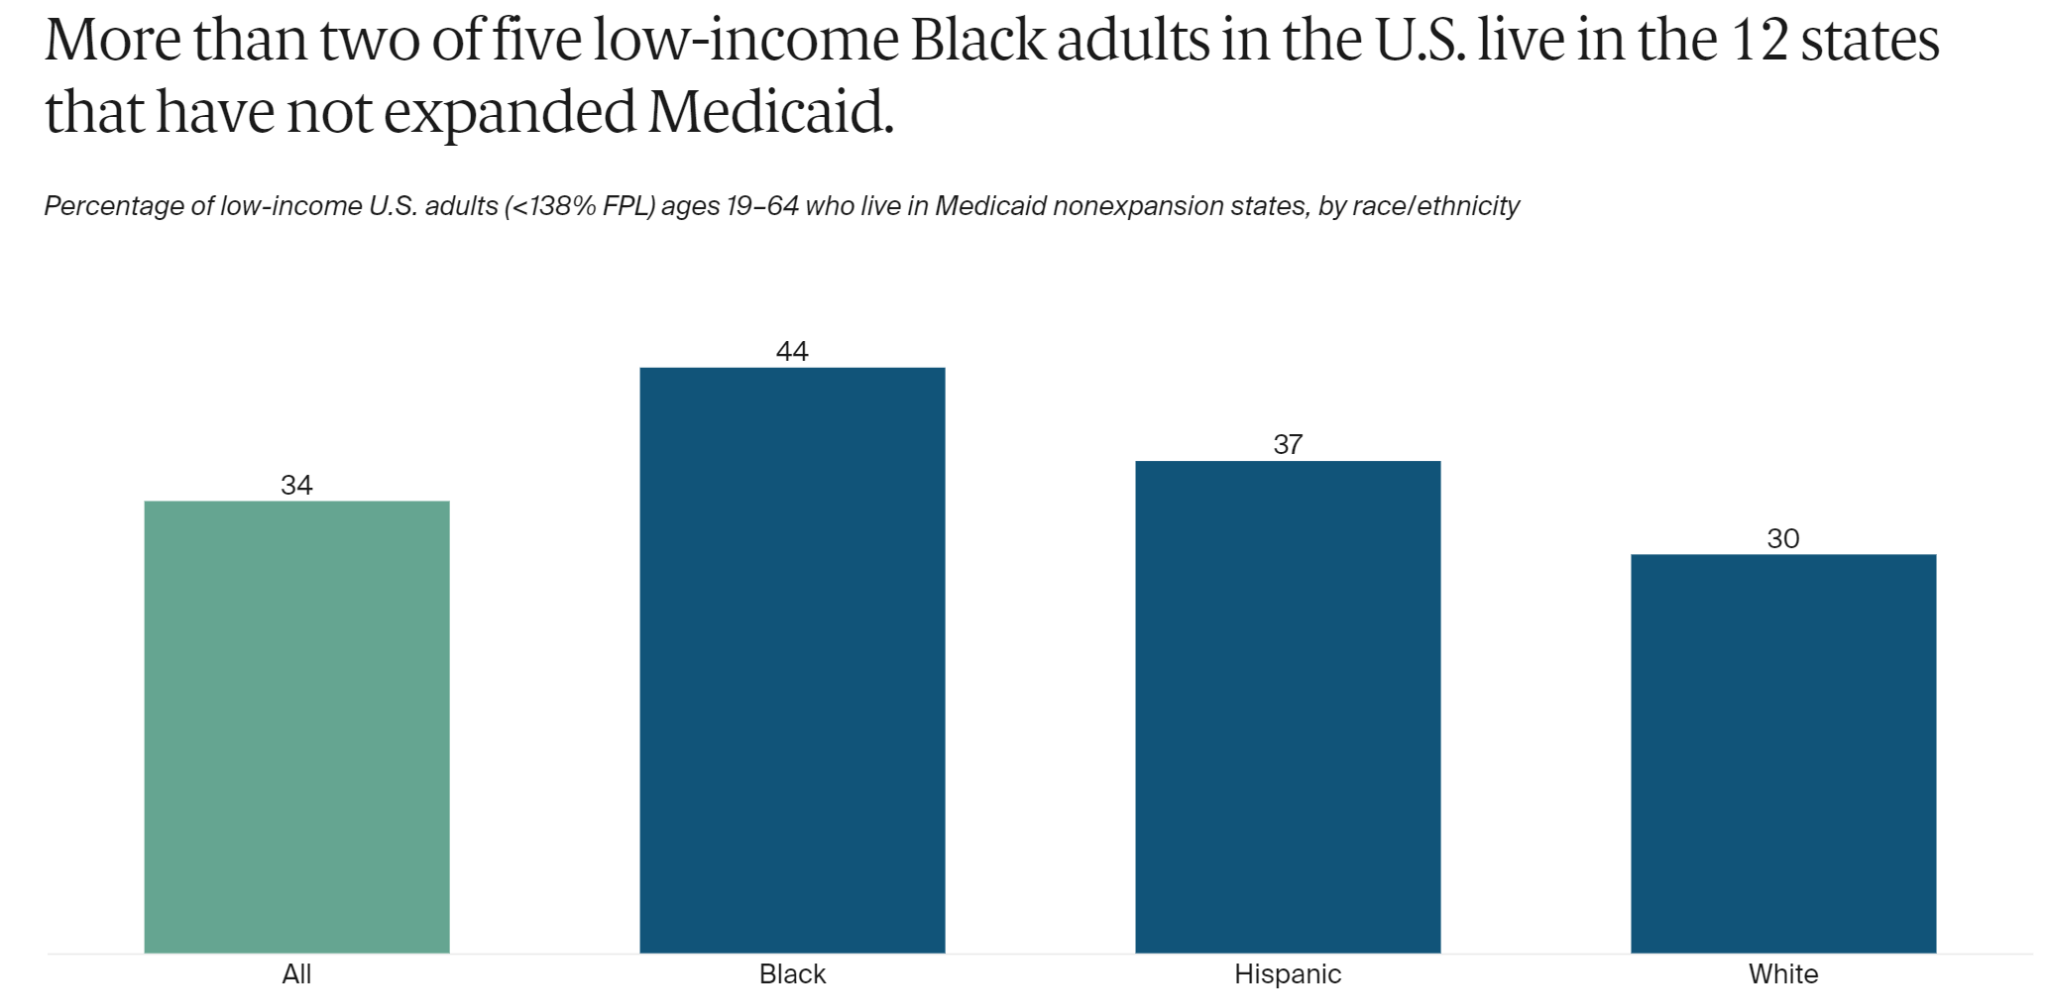 More than two of five low-income Black adults in the U.S. live in the 12 states
that have not expanded Medicaid.
Percentage of low-income U.S. adults (<138% FPL) ages 19–64 who live in Medicaid nonexpansion states, by race/ethnicity
34
44
37
30
All
Black
Hispanic
White